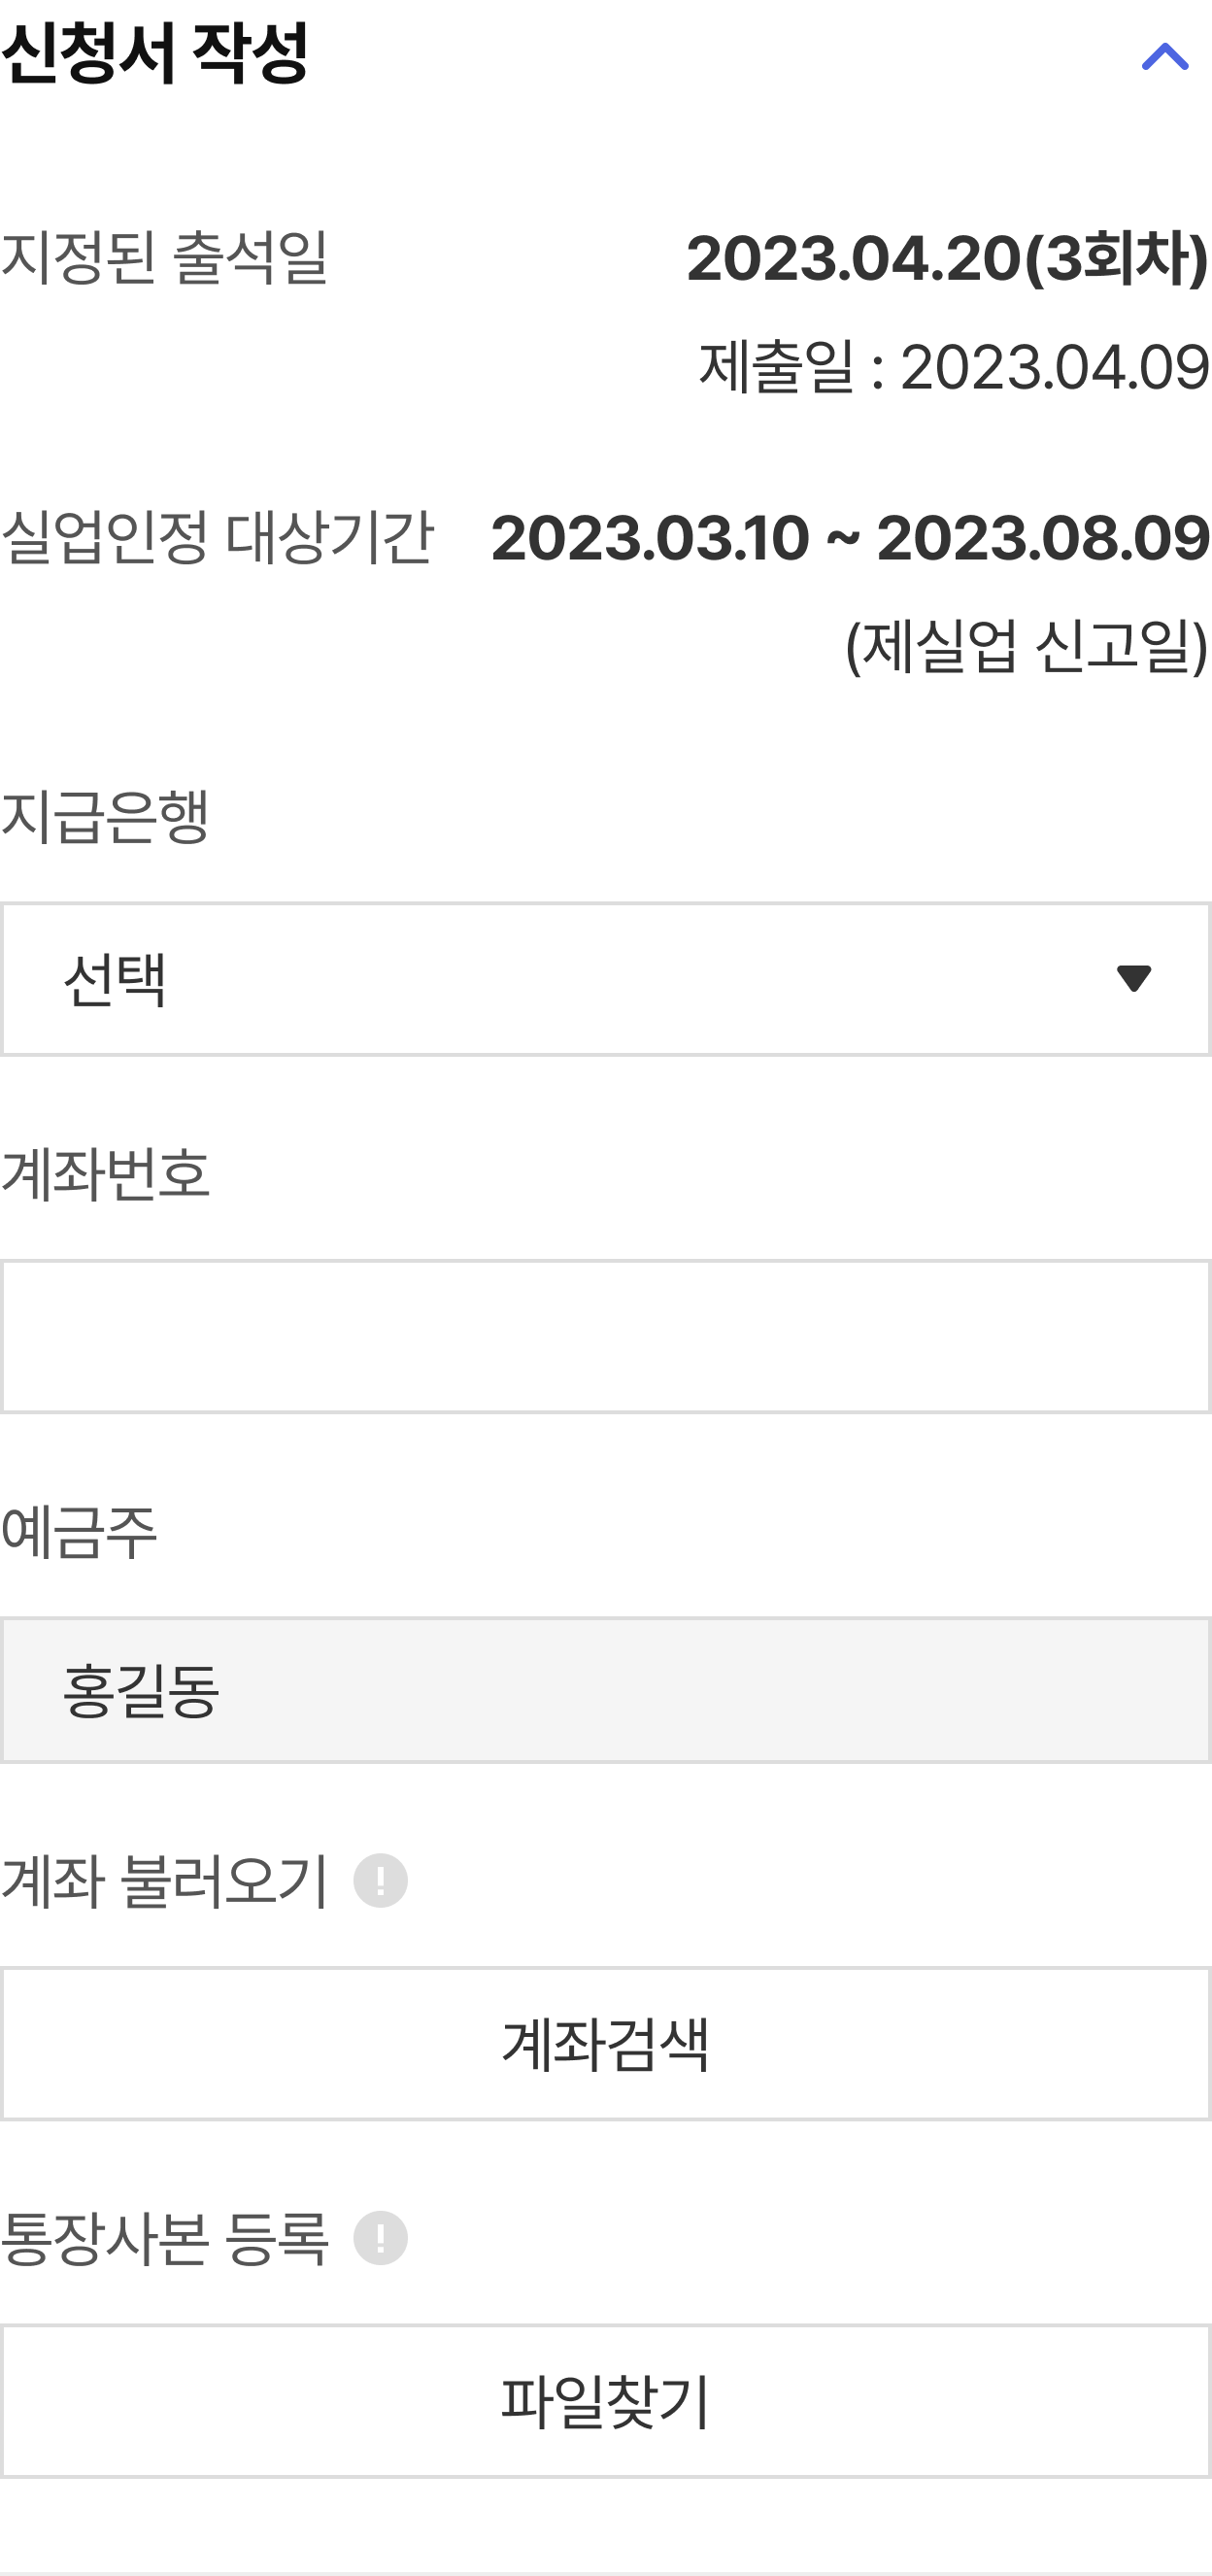 신청서 작성
지정된 출석일 2023.04.20(3회차)
제출일 : 2023.04.09
실업인정 대상기간 2023.03.10 ~ 2023.08.09
(제실업 신고일)
지급은행
선택
계좌번호
예금주
홍길동
계좌 불러오기
계좌검색
통장사본 등록
파일찾기